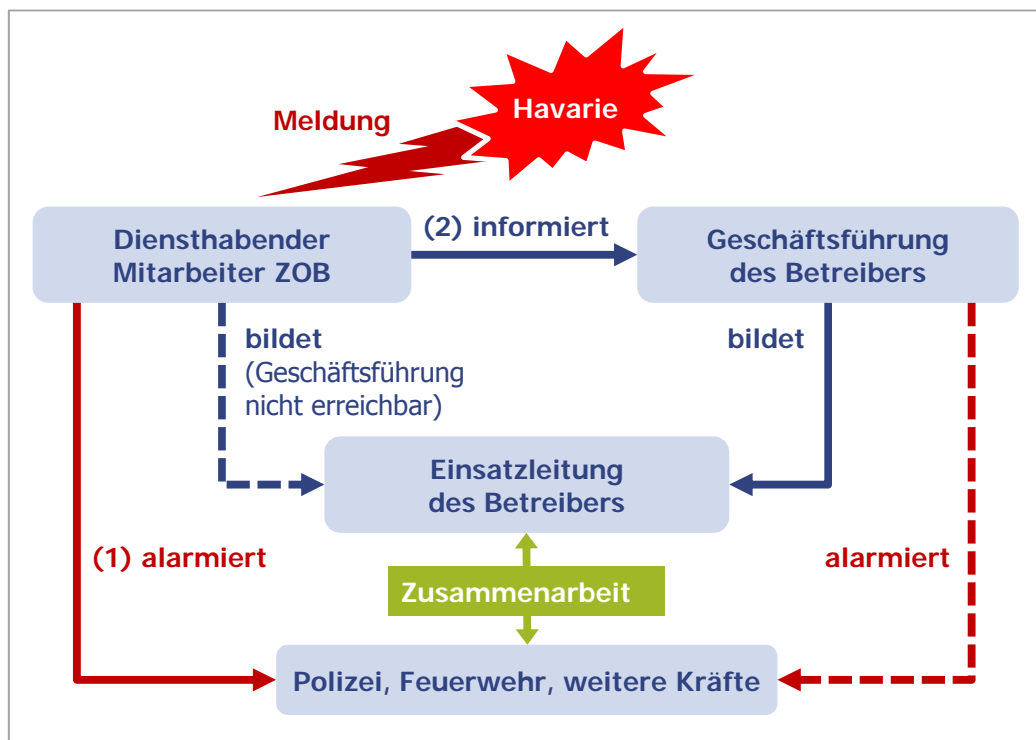 Havarie
Meldung
(2) informiert
Diensthabender
Mitarbeiter ZOB
Geschäftsführung
des Betreibers
bildet
(Geschäftsführung
nicht erreichbar)
bildet
Einsatzleitung
des Betreibers
(1) alarmiert
alarmiert
Zusammenarbeit
Polizei, Feuerwehr, weitere Kräfte